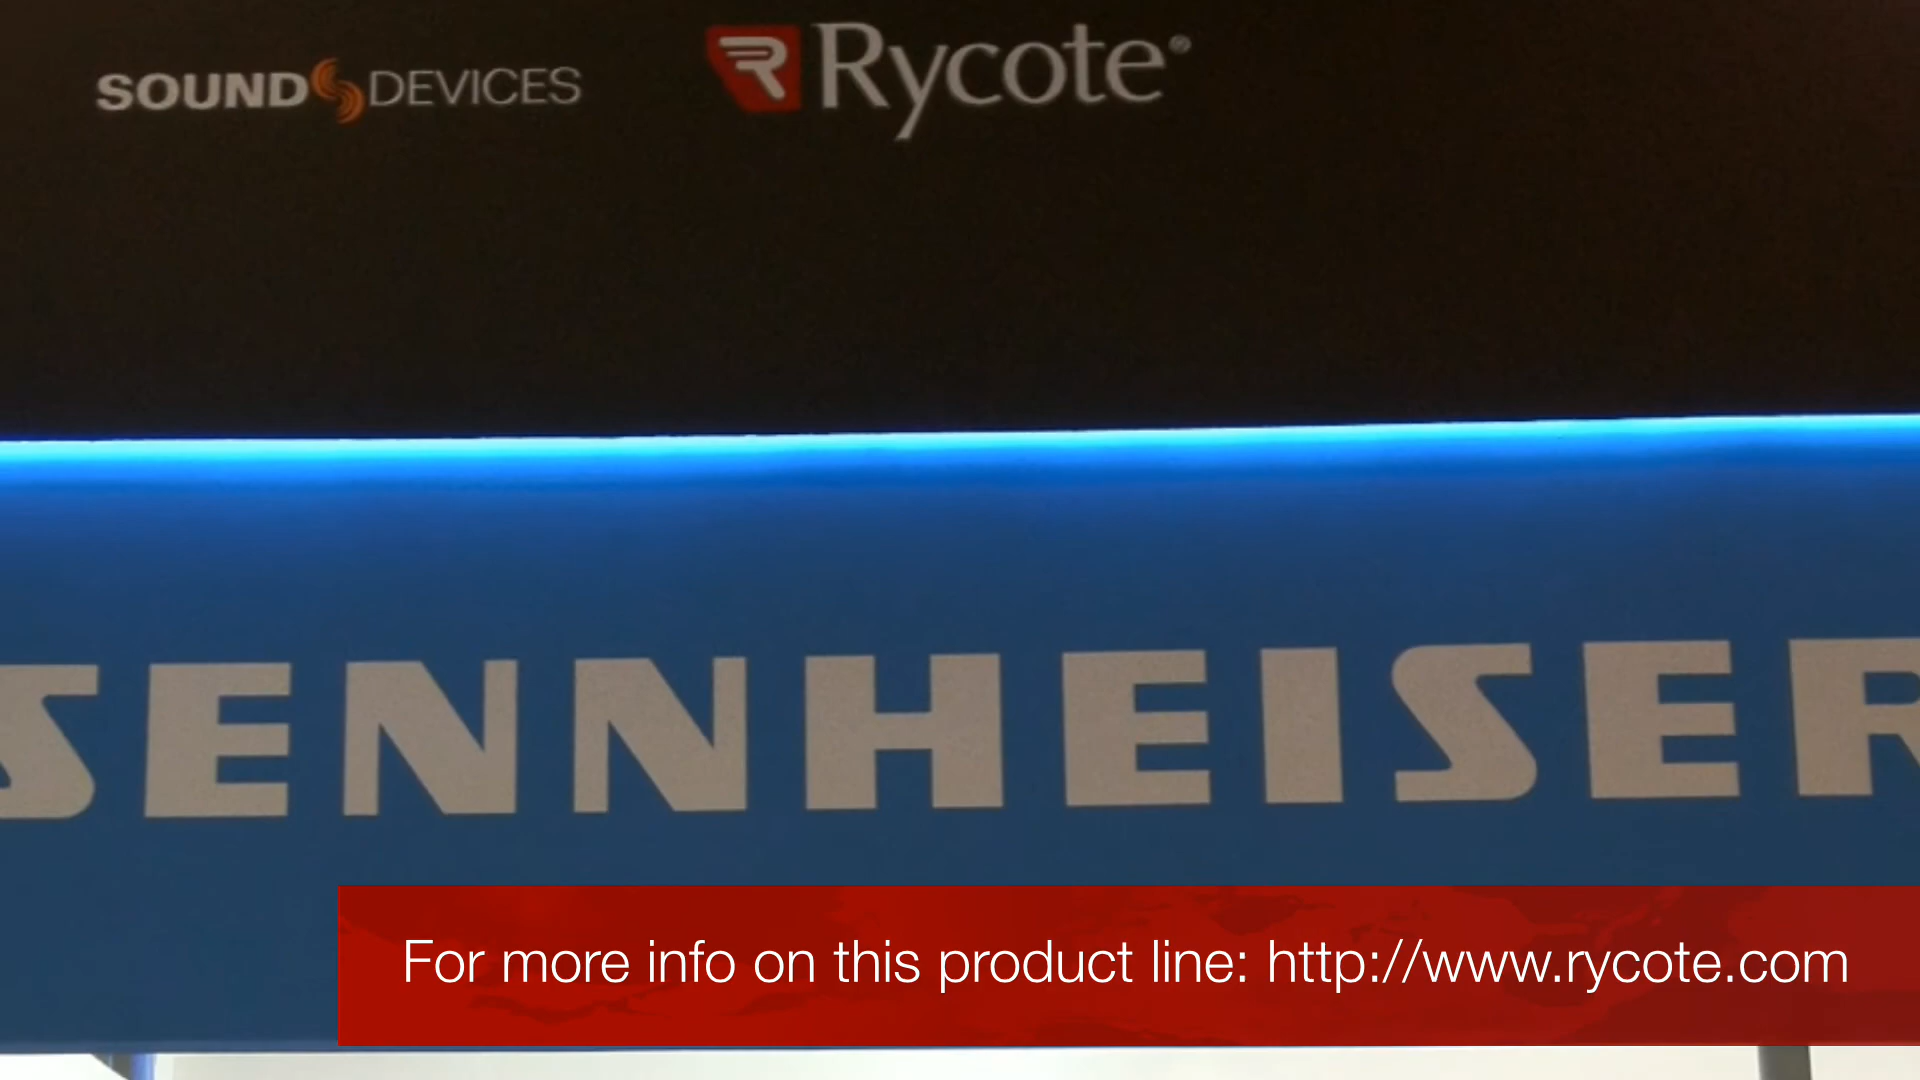 SOUND DEVICES
Rycote®
SENNHEISER
For more info on this product line: http://www.rycote.com